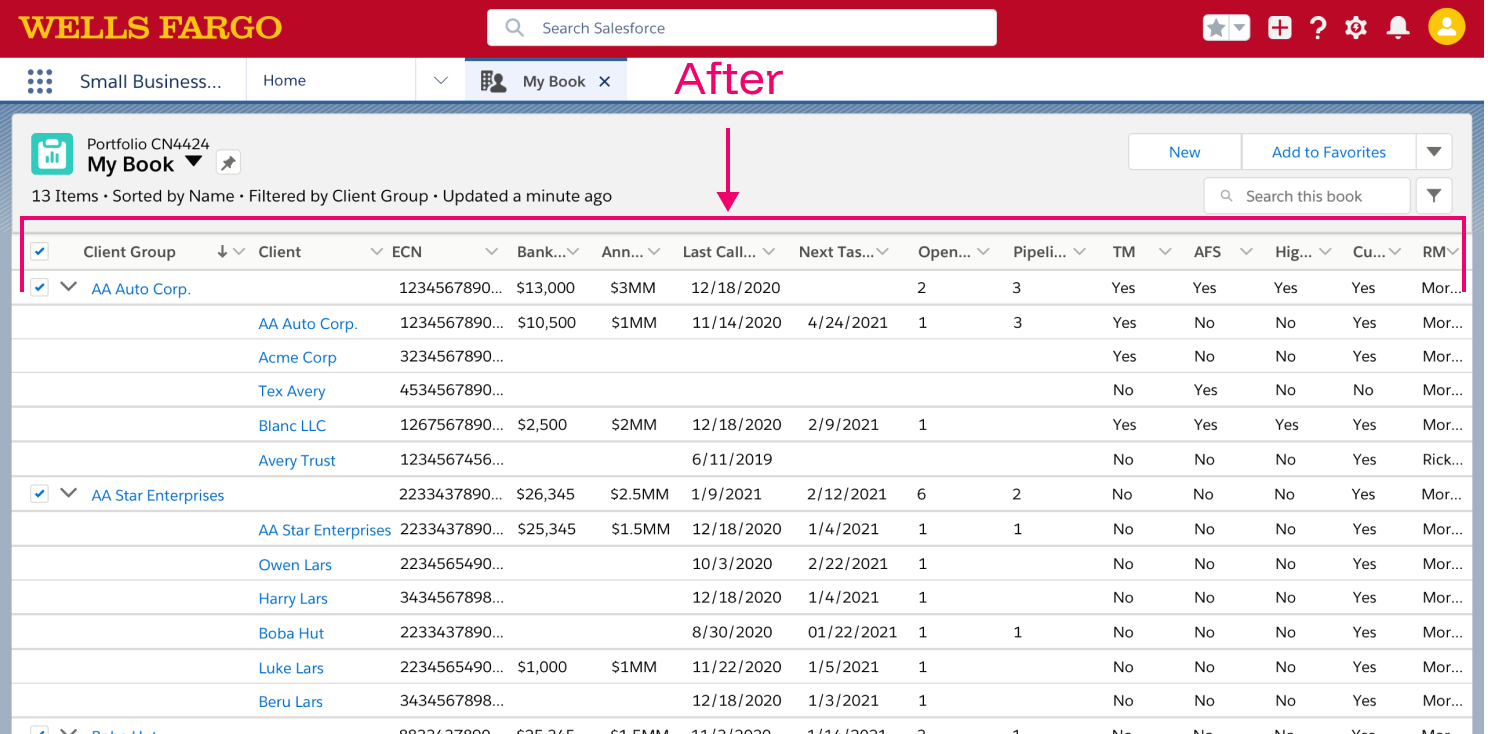 WELLS FARGO Search Salesforce
Small Business... Home My Book After
Portfolio CN4424
My Book
New Add to Favorites
13 Items • Sorted by Name • Filtered by Client Group • Updated a minute ago
Search this book
Client Group Client ECN Bank... Ann... Last Call... Next Tas... Open... Pipeli... TM AFS Hig... Cu... RM
AA Auto Corp. 1234567890... $13,000 $3MM 12/18/2020 2 3 Yes Yes Yes Yes Mor...
AA Auto Corp. 1234567890... $10,500 $1MM 11/14/2020 4/24/2021 1 3 Yes No No Yes Mor...
Acme Corp 3234567890... Yes No No Yes Mor...
Tex Avery 4534567890... No Yes No No Mor...
Blanc LLC 1267567890... $2,500 $2MM 12/18/2020 2/9/2021 1 Yes Yes Yes Yes Mor...
Avery Trust 1234567456... 6/11/2019 No No No Yes Rick...
AA Star Enterprises 2233437890... $26,345 $2.5MM 1/9/2021 2/12/2021 6 2 No No No Yes Mor...
AA Star Enterprises 2233437890... $25,345 $1.5MM 12/18/2020 1/4/2021 1 1 No No No Yes Mor...
Owen Lars 2234565490... 10/3/2020 2/22/2021 1 No No No Yes Mor...
Harry Lars 3434567898... 12/18/2020 1/4/2021 1 No No No Yes Mor...
Boba Hut 2233437890... 8/30/2020 01/22/2021 1 1 No No No Yes Mor...
Luke Lars 2234565490... $1,000 $1MM 11/22/2020 1/5/2021 1 No No No Yes Mor...
Beru Lars 3434567898... 12/18/2020 1/3/2021 1 No No No Yes Mor...